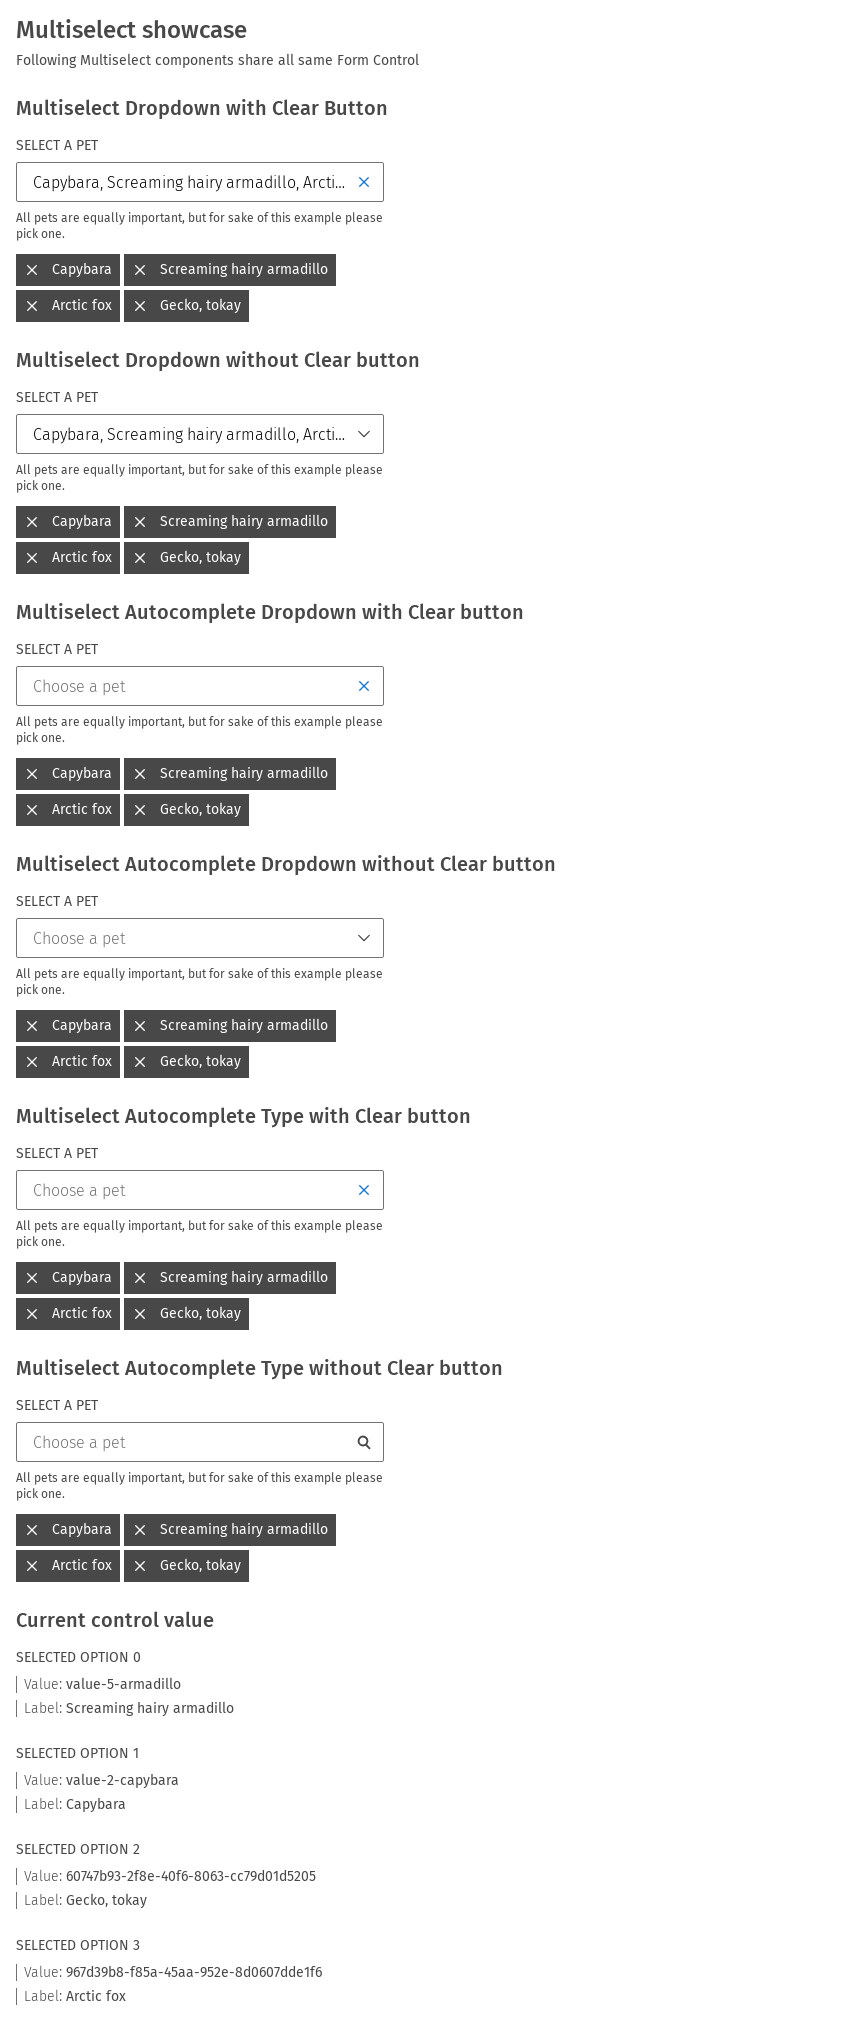 Multiselect showcase
Following Multiselect components share all same Form Control
Multiselect Dropdown with Clear Button
SELECT A PET
Capybara, Screaming hairy armadillo, Arcti...
All pets are equally important, but for sake of this example please
pick one.
Capybara Screaming hairy armadillo
Arctic fox Gecko, tokay
Multiselect Dropdown without Clear button
SELECT A PET
Capybara, Screaming hairy armadillo, Arcti...
All pets are equally important, but for sake of this example please
pick one.
Capybara Screaming hairy armadillo
Arctic fox Gecko, tokay
Multiselect Autocomplete Dropdown with Clear button
SELECT A PET
Choose a pet
All pets are equally important, but for sake of this example please
pick one.
Capybara Screaming hairy armadillo
Arctic fox Gecko, tokay
Multiselect Autocomplete Dropdown without Clear button
SELECT A PET
Choose a pet
All pets are equally important, but for sake of this example please
pick one.
Capybara Screaming hairy armadillo
Arctic fox Gecko, tokay
Multiselect Autocomplete Type with Clear button
SELECT A PET
Choose a pet
All pets are equally important, but for sake of this example please
pick one.
Capybara Screaming hairy armadillo
Arctic fox Gecko, tokay
Multiselect Autocomplete Type without Clear button
SELECT A PET
Choose a pet
All pets are equally important, but for sake of this example please
pick one.
Capybara Screaming hairy armadillo
Arctic fox Gecko, tokay
Current control value
SELECTED OPTION 0
Value: value-5-armadillo
Label: Screaming hairy armadillo
SELECTED OPTION 1
Value: value-2-capybara
Label: Capybara
SELECTED OPTION 2
Value: 60747b93-2f8e-40f6-8063-cc79d01d5205
Label: Gecko, tokay
SELECTED OPTION 3
Value: 967d39b8-f85a-45aa-952e-8d0607dde1f6
Label: Arctic fox